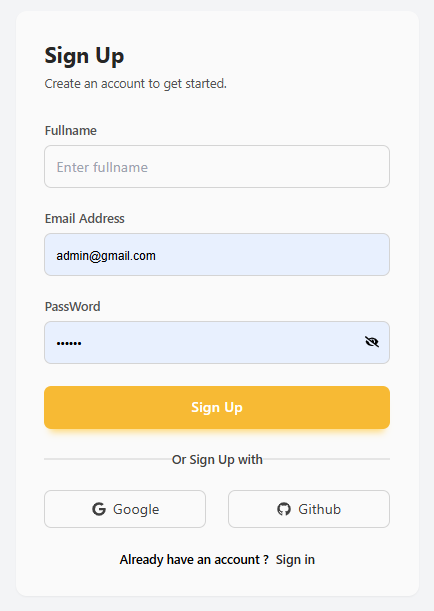 Sign Up
Create an account to get started.
Fullname
Enter fullname
Email Address
admin@gmail.com
PassWord
••••••
Sign Up
Or Sign Up with
Google
Github
Already have an account ? Sign in